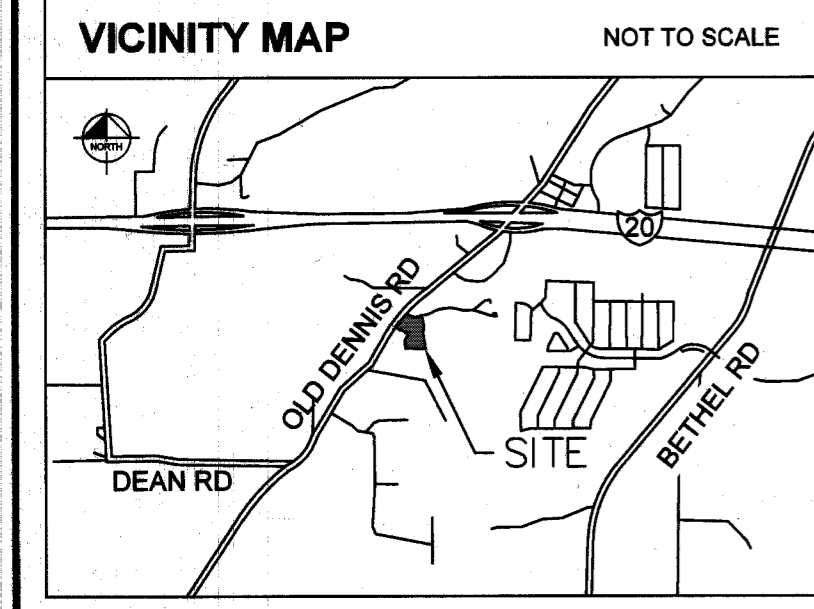 VICINITY MAP
NOT TO SCALE
NORTH
20
OLD DENNIS RD
BETHEL RD
SITE
DEAN RD